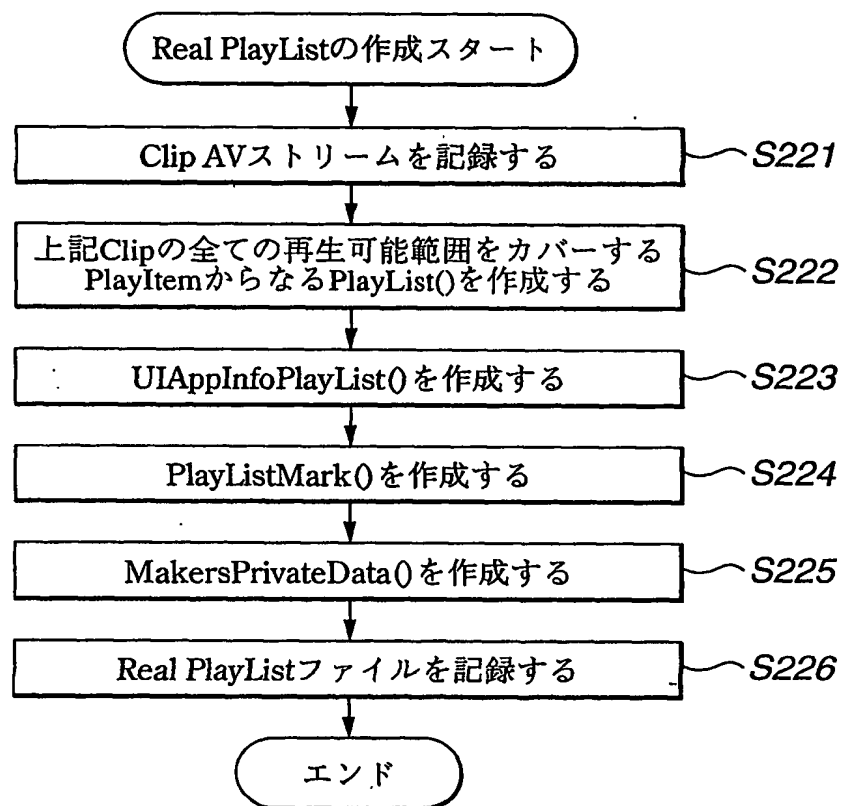 Real PlayListの作成スタート
Clip AVストリームを記録する
S221
上記Clipの全ての再生可能範囲をカバーする
PlayItemからなるPlayList()を作成する
S222
UIAppInfoPlayList()を作成する
S223
PlayListMark()を作成する
S224
MakersPrivateData()を作成する
S225
Real PlayListファイルを記録する
S226
エンド